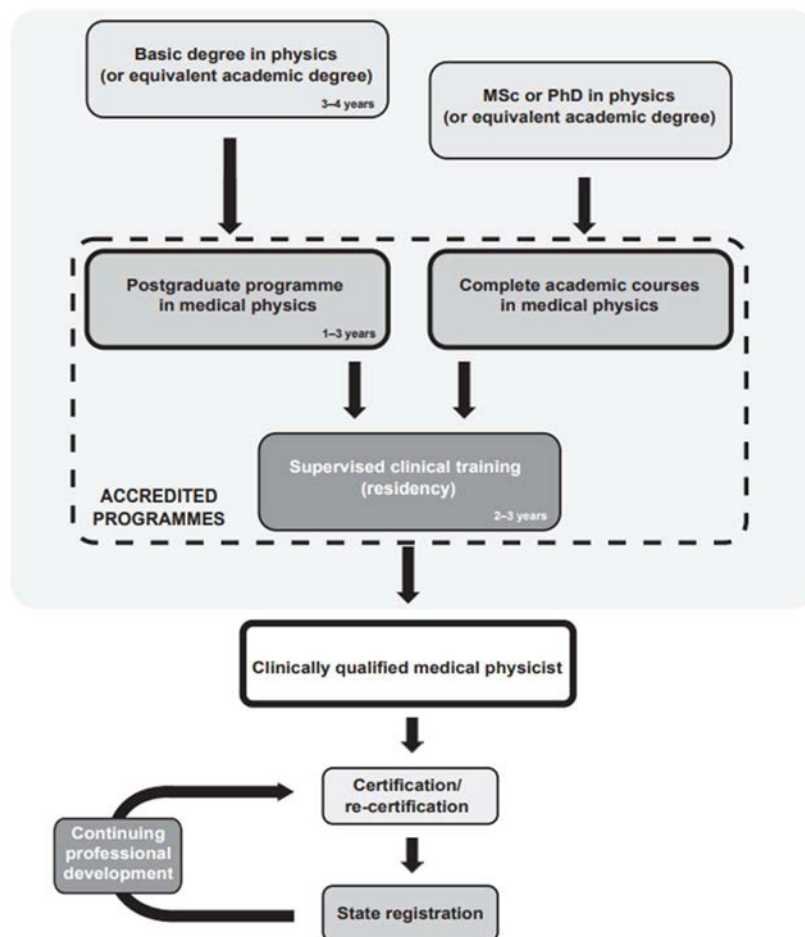 Basic degree in physics
(or equivalent academic degree)
3–4 years
MSc or PhD in physics
(or equivalent academic degree)
Postgraduate programme
in medical physics
1–3 years
Complete academic courses
in medical physics
Supervised clinical training
(residency)
2–3 years
ACCREDITED
PROGRAMMES
Clinically qualified medical physicist
Certification/
re-certification
Continuing
professional
development
State registration